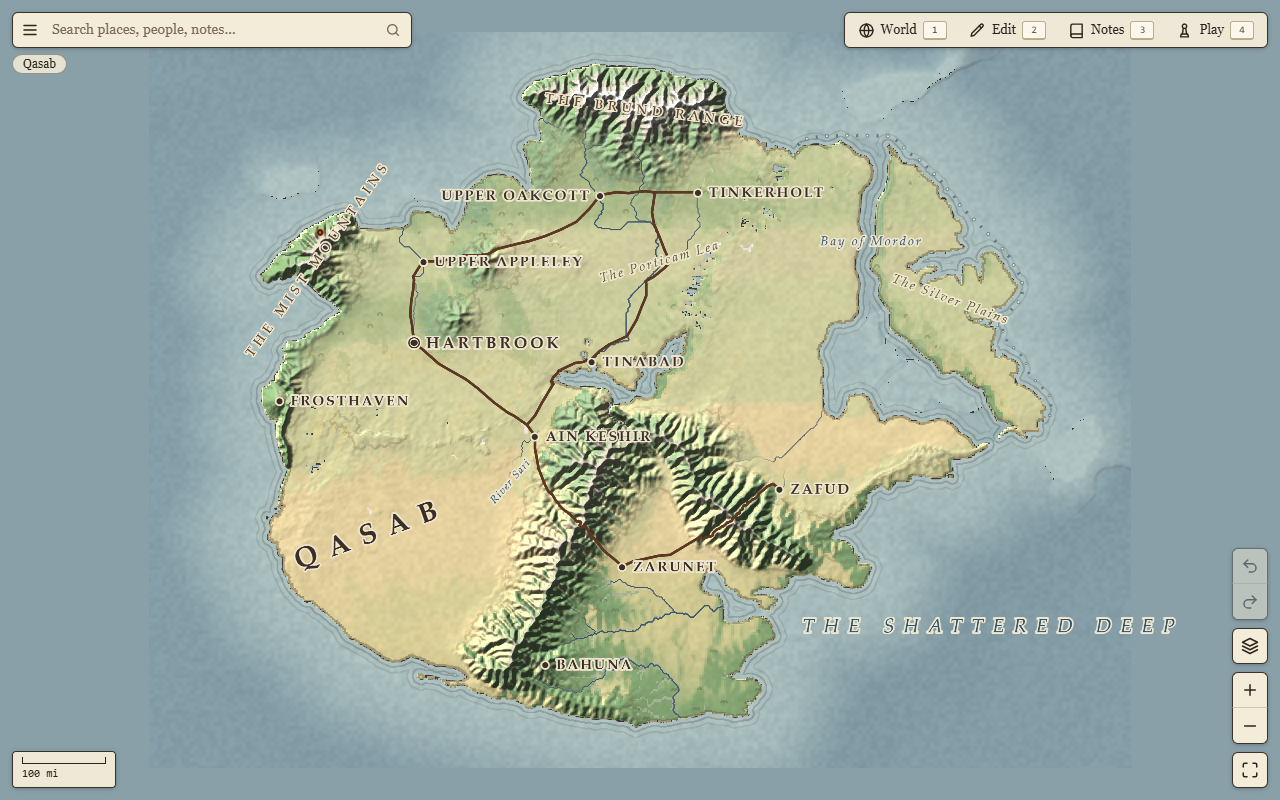 Search places, people, notes...
World 1
Edit 2
Notes 3
Play 4
Qasab
THE BRUND RANGE
UPPER OAKCOTT
TINKERHOLT
THE MIST MOUNTAINS
Bay of Mordor
UPPER APPLELEY
The Porticam Lea
The Silver Plains
HARTBROOK
TINABAD
FROSTHAVEN
AIN KESHIR
River Sari
ZAFUD
QASAB
ZARUNET
THE SHATTERED DEEP
BAHUNA
100 mi